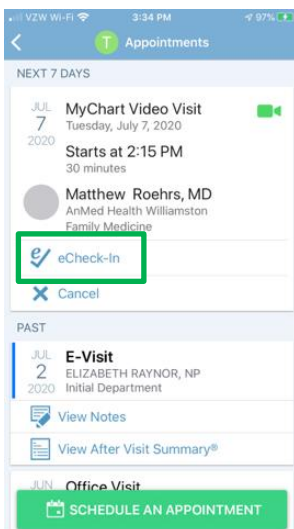 VZW Wi-Fi 3:34 PM 97%
T Appointments
NEXT 7 DAYS
JUL
7
2020
MyChart Video Visit
Tuesday, July 7, 2020
Starts at 2:15 PM
30 minutes
Matthew Roehrs, MD
AnMed Health Williamston
Family Medicine
eCheck-In
Cancel
PAST
JUL
2
2020
E-Visit
ELIZABETH RAYNOR, NP
Initial Department
View Notes
View After Visit Summary®
JUN Office Visit
SCHEDULE AN APPOINTMENT